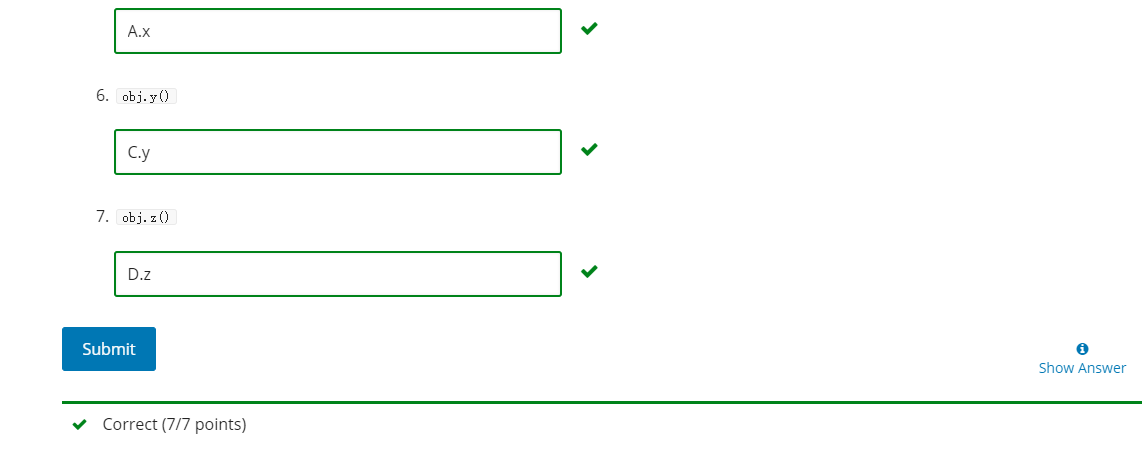 A.x
6. obj.y()
C.y
7. obj.z()
D.z
Submit
Show Answer
Correct (7/7 points)